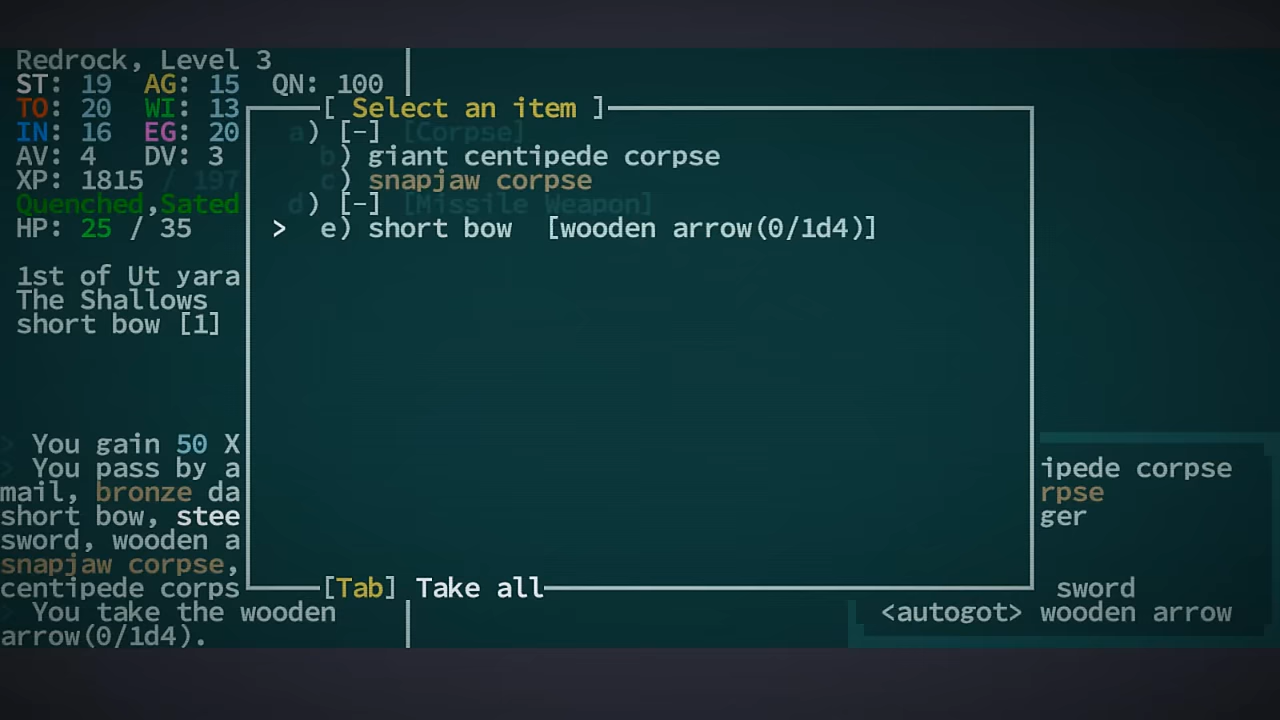 Redrock, Level 3
ST: 19 AG: 15 QN: 100
TO: 20 WI: 13
IN: 16 EG: 20
AV: 4 DV: 3
XP: 1815 / 197
Quenched,Sated
HP: 25 / 35
1st of Ut yara
The Shallows
short bow [1]
[ Select an item ]
a) [-] [Corpse]
b) giant centipede corpse
c) snapjaw corpse
d) [-] [Missile Weapon]
> e) short bow [wooden arrow(0/1d4)]
[Tab] Take all
> You gain 50 X
> You pass by a
mail, bronze da
short bow, stee
sword, wooden a
snapjaw corpse,
centipede corps
> You take the wooden
arrow(0/1d4).
ipede corpse
rpse
ger
sword
<autogot> wooden arrow